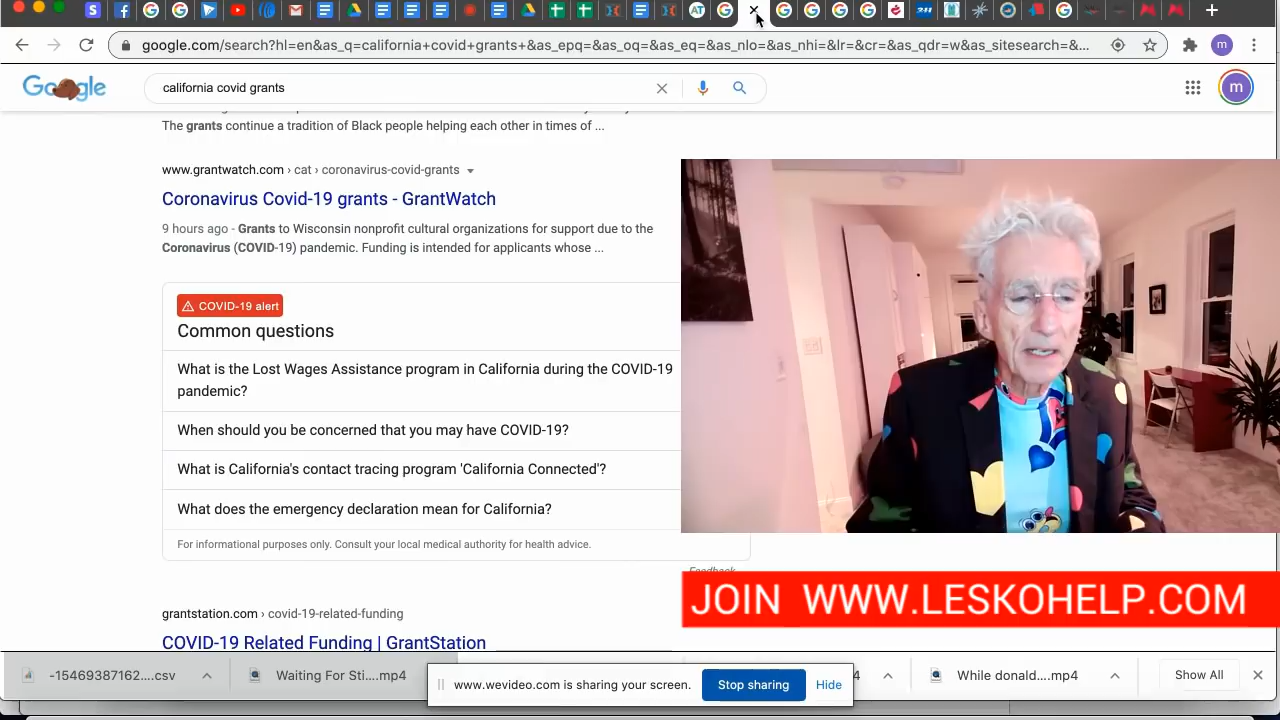 google.com/search?hl=en&as_q=california+covid+grants+&as_epq=&as_oq=&as_eq=&as_nlo=&as_nhi=&lr=&cr=&as_qdr=w&as_sitesearch=&...
m
Google
california covid grants
m
The grants continue a tradition of Black people helping each other in times of ...
www.grantwatch.com › cat › coronavirus-covid-grants
Coronavirus Covid-19 grants - GrantWatch
9 hours ago - Grants to Wisconsin nonprofit cultural organizations for support due to the
Coronavirus (COVID-19) pandemic. Funding is intended for applicants whose ...
COVID-19 alert
Common questions
What is the Lost Wages Assistance program in California during the COVID-19
pandemic?
When should you be concerned that you may have COVID-19?
What is California's contact tracing program 'California Connected'?
What does the emergency declaration mean for California?
For informational purposes only. Consult your local medical authority for health advice.
Feedback
grantstation.com › covid-19-related-funding
COVID-19 Related Funding | GrantStation
JOIN WWW.LESKOHELP.COM
-15469387162....csv
Waiting For Sti....mp4
www.wevideo.com is sharing your screen.
Stop sharing
Hide
4
While donald....mp4
Show All